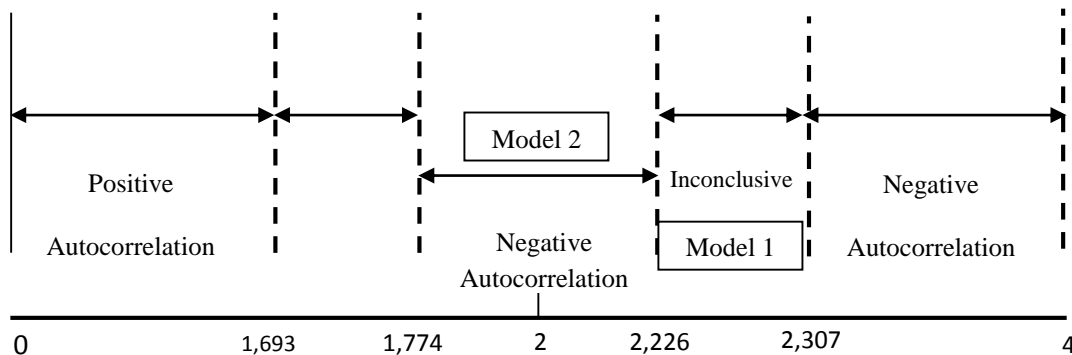 Model 2
Positive
Autocorrelation
Inconclusive
Negative
Autocorrelation
Negative
Autocorrelation
Model 1
0
1,693
1,774
2
2,226
2,307
4